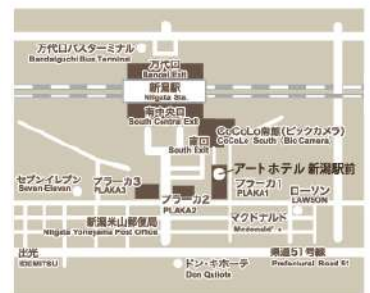 万代口バスターミナル
Bandaiguchi Bus Terminal
万代口
Bandai Exit
新潟駅
Niigata Sta.
南中央口
South Central Exit
CoCoLo南館(ビックカメラ)
CoCoLo South (BicCamera)
南口
South Exit
アートホテル 新潟駅前
セブンイレブン
Seven-Eleven
プラーカ3
PLAKA3
プラーカ1
PLAKA1
プラーカ2
PLAKA2
ローソン
LAWSON
新潟米山郵便局
Niigata Yoneyama Post Office
マクドナルド
Mcdonald's
出光
IDEMITSU
ドン・キホーテ
Don Quijote
県道51号線
Prefectural Road 51